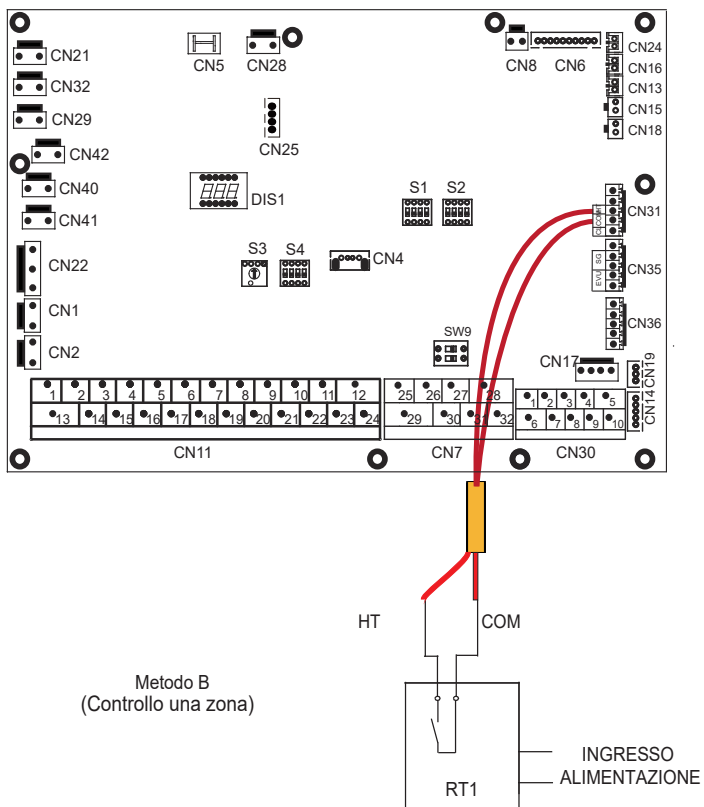 CN21
CN5
CN28
CN8
CN6
CN24
CN16
CN13
CN15
CN18
CN32
CN29
CN25
CN42
CN40
DIS1
S1
S2
CN41
CN31
CL COM H
CN22
S3
S4
CN4
SG
EVU
CN35
CN1
CN36
CN2
SW9
CN17
CN19
CN14
1 2 3 4 5 6 7 8 9 10 11 12
13 14 15 16 17 18 19 20 21 22 23 24
25 26 27 28
29 30 31 32
1 2 3 4 5
6 7 8 9 10
CN11
CN7
CN30
HT
COM
Metodo B
(Controllo una zona)
RT1
INGRESSO
ALIMENTAZIONE